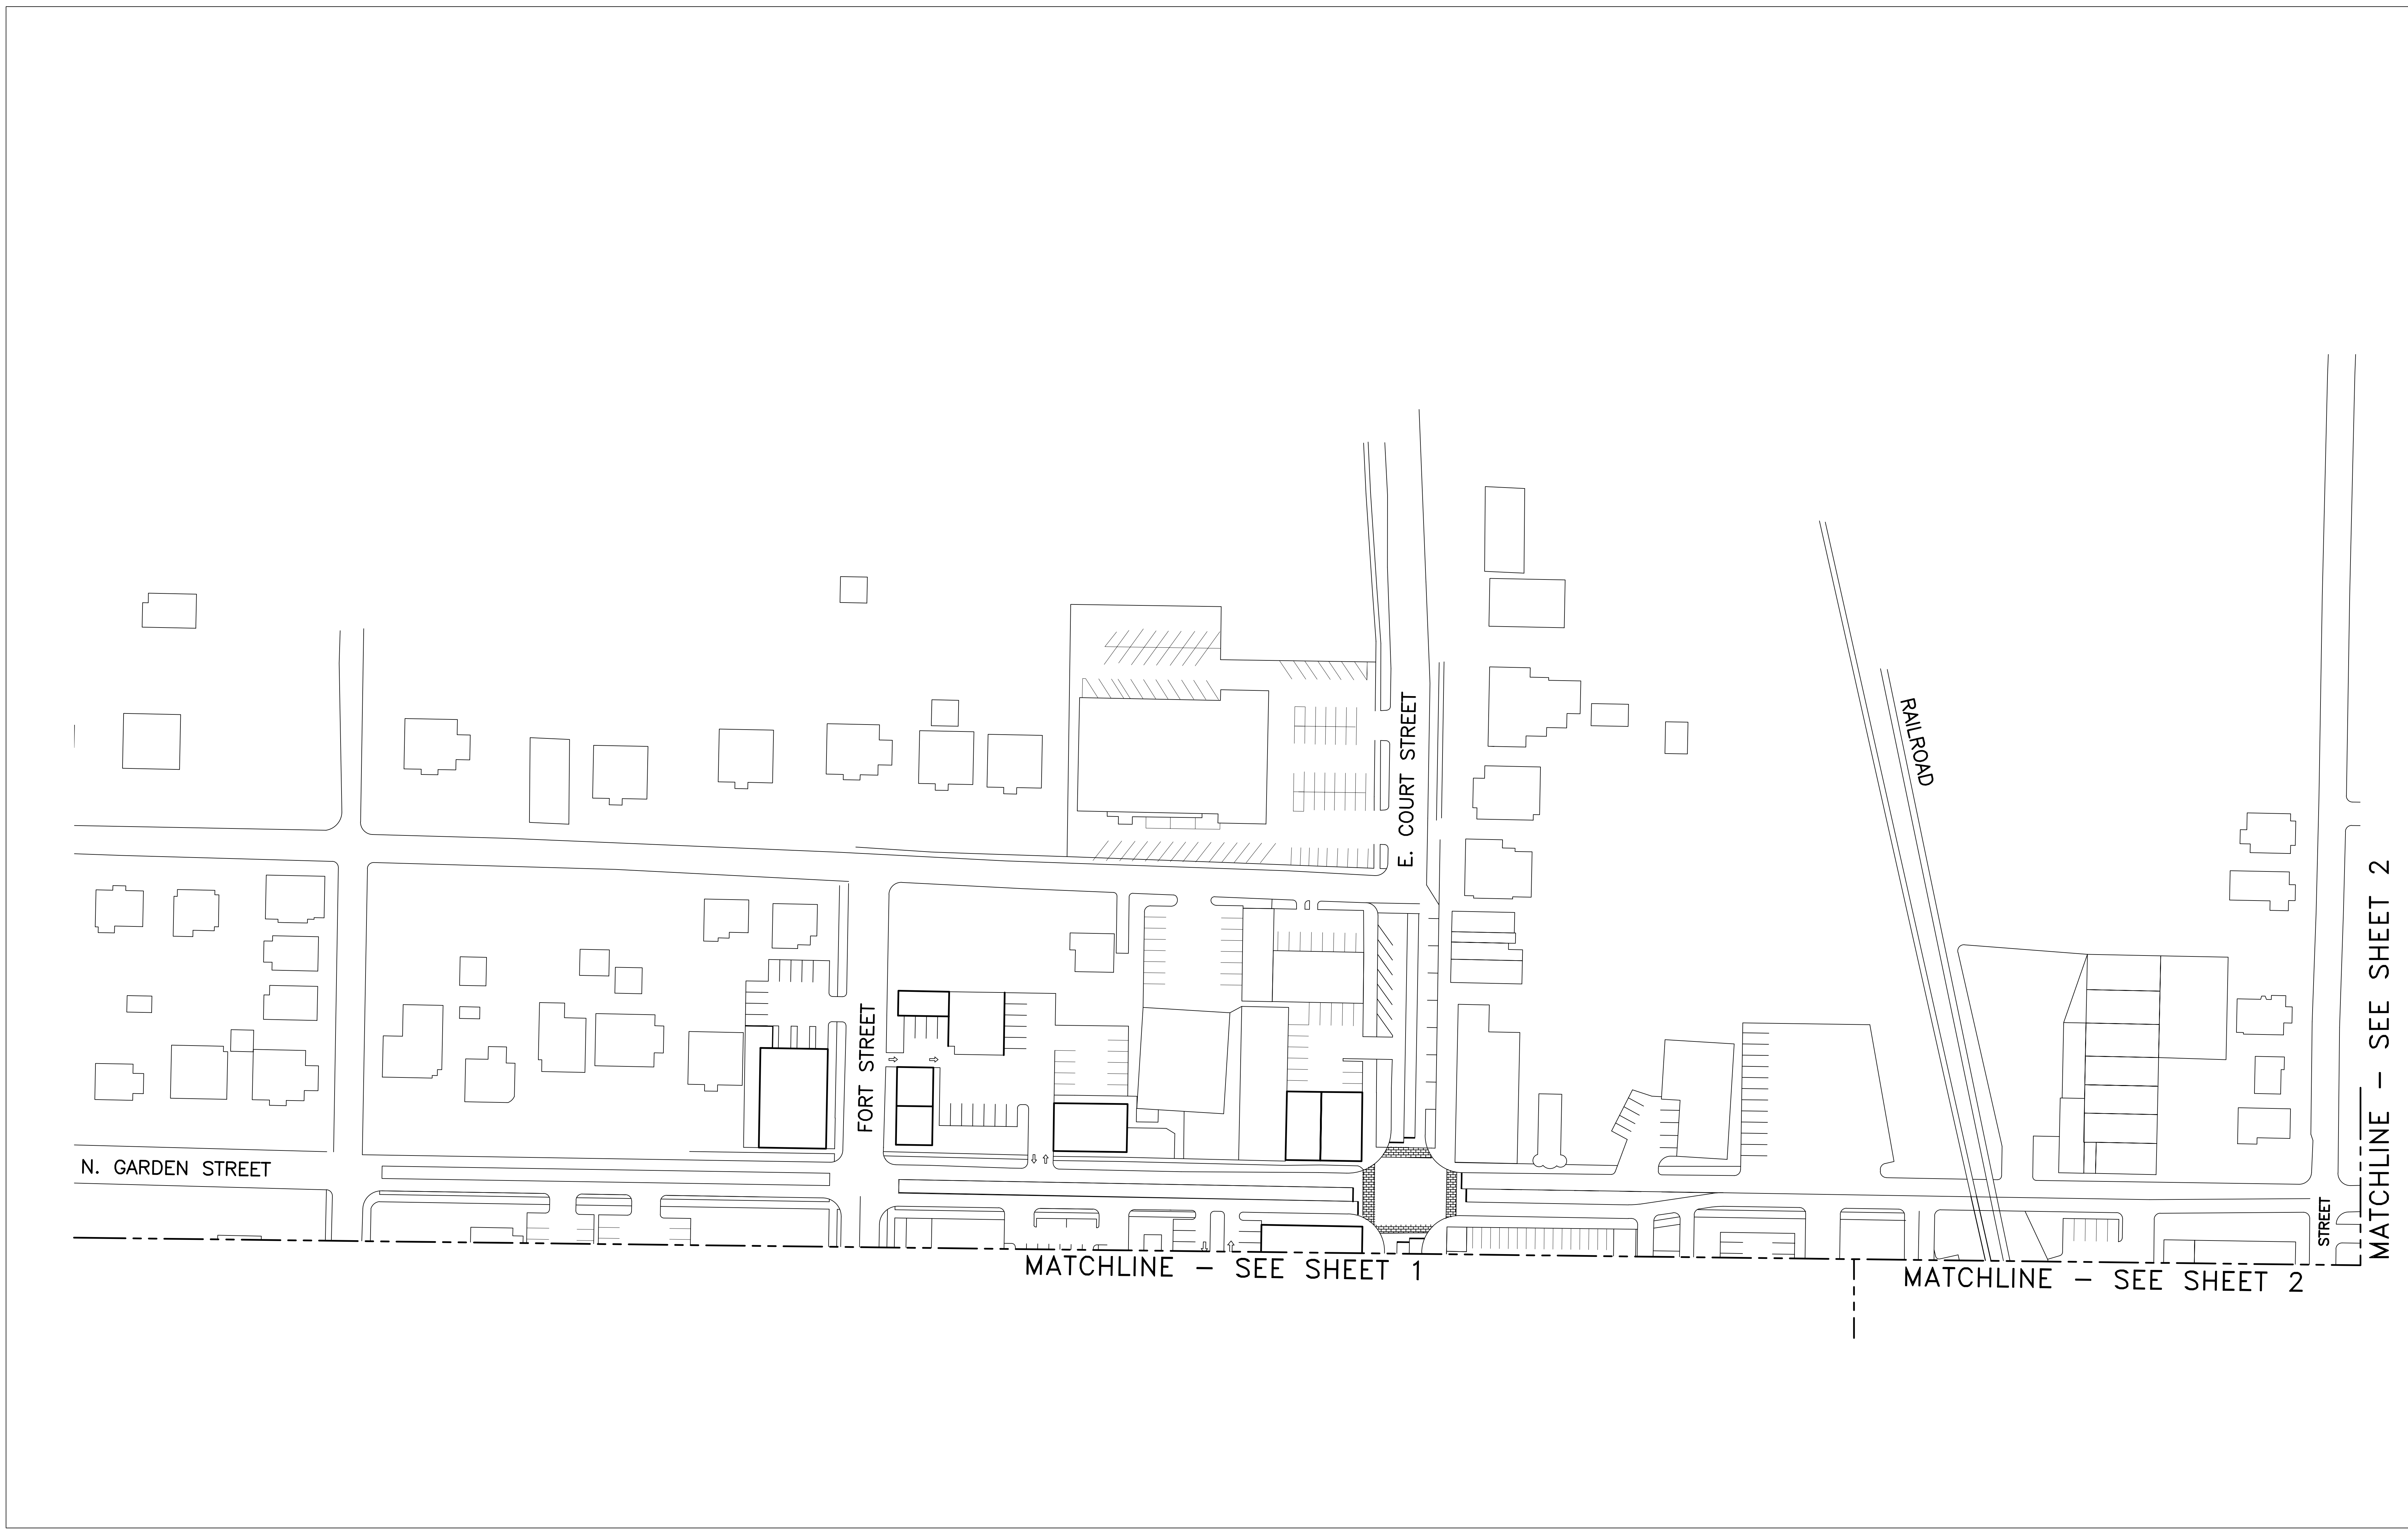 E. COURT STREET
RAILROAD
FORT STREET
N. GARDEN STREET
STREET
MATCHLINE - SEE SHEET 2
MATCHLINE - SEE SHEET 1
MATCHLINE - SEE SHEET 2